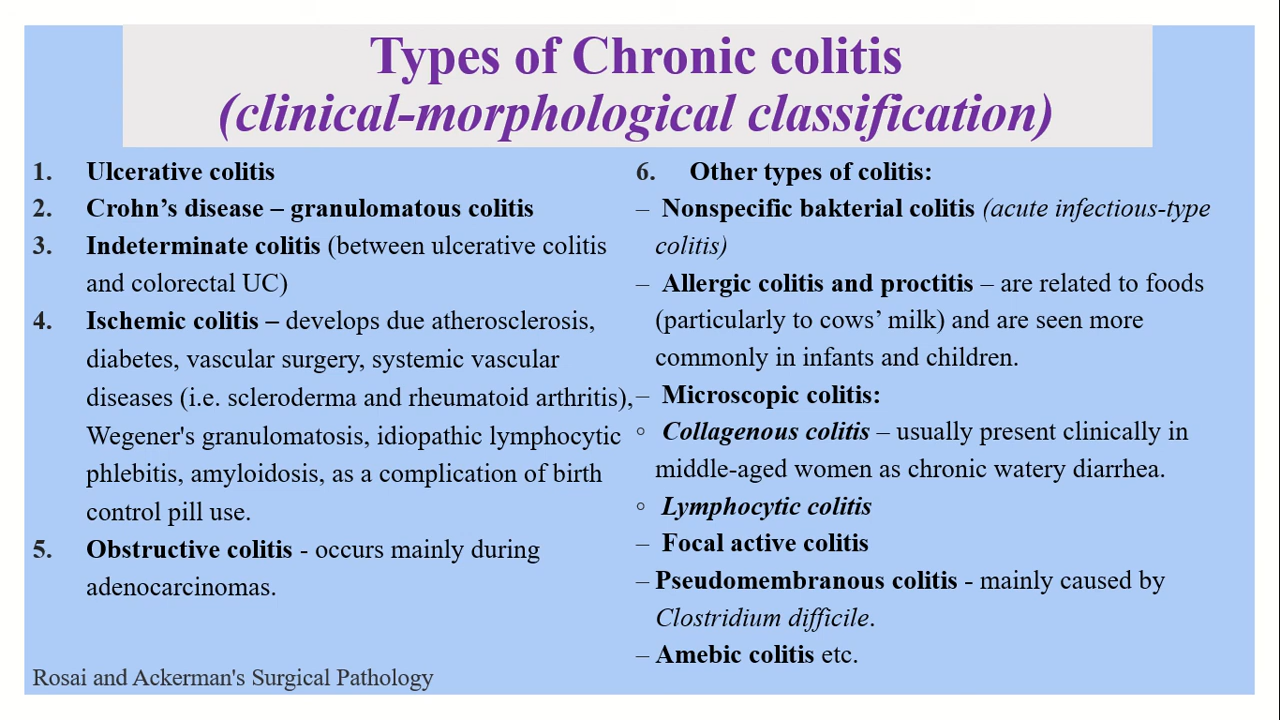 Types of Chronic colitis
(clinical-morphological classification)
1. Ulcerative colitis
2. Crohn’s disease – granulomatous colitis
3. Indeterminate colitis (between ulcerative colitis
and colorectal UC)
4. Ischemic colitis – develops due atherosclerosis,
diabetes, vascular surgery, systemic vascular
diseases (i.e. scleroderma and rheumatoid arthritis),
Wegener's granulomatosis, idiopathic lymphocytic
phlebitis, amyloidosis, as a complication of birth
control pill use.
5. Obstructive colitis - occurs mainly during
adenocarcinomas.
Rosai and Ackerman's Surgical Pathology
6. Other types of colitis:
– Nonspecific bakterial colitis (acute infectious-type
colitis)
– Allergic colitis and proctitis – are related to foods
(particularly to cows’ milk) and are seen more
commonly in infants and children.
– Microscopic colitis:
◦ Collagenous colitis – usually present clinically in
middle-aged women as chronic watery diarrhea.
◦ Lymphocytic colitis
– Focal active colitis
– Pseudomembranous colitis - mainly caused by
Clostridium difficile.
– Amebic colitis etc.